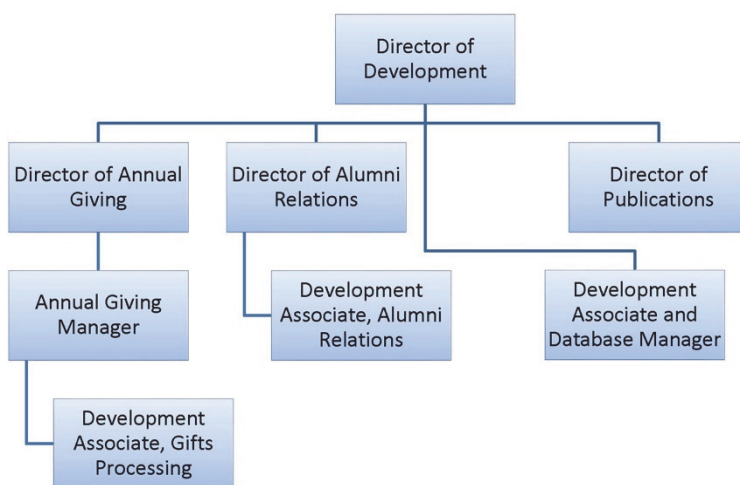 Director of
Development
Director of Annual
Giving
Director of Alumni
Relations
Director of
Publications
Annual Giving
Manager
Development
Associate, Alumni
Relations
Development
Associate and
Database Manager
Development
Associate, Gifts
Processing